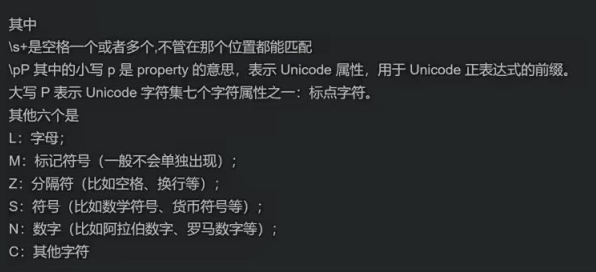 其中
\s+是空格一个或者多个,不管在那个位置都能匹配
\pP 其中的小写 p 是 property 的意思，表示 Unicode 属性，用于 Unicode 正表达式的前缀。
大写 P 表示 Unicode 字符集七个字符属性之一：标点字符。
其他六个是
L：字母；
M：标记符号（一般不会单独出现）；
Z：分隔符（比如空格、换行等）；
S：符号（比如数学符号、货币符号等）；
N：数字（比如阿拉伯数字、罗马数字等）；
C：其他字符